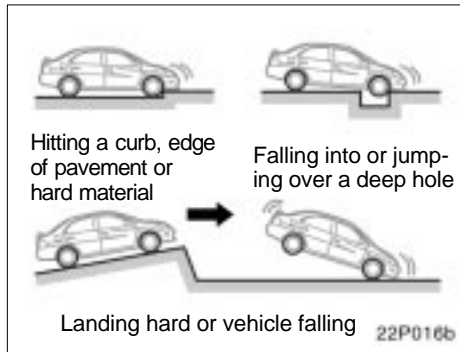 Hitting a curb, edge
of pavement or
hard material
Falling into or jump-
ing over a deep hole
Landing hard or vehicle falling
22P016b